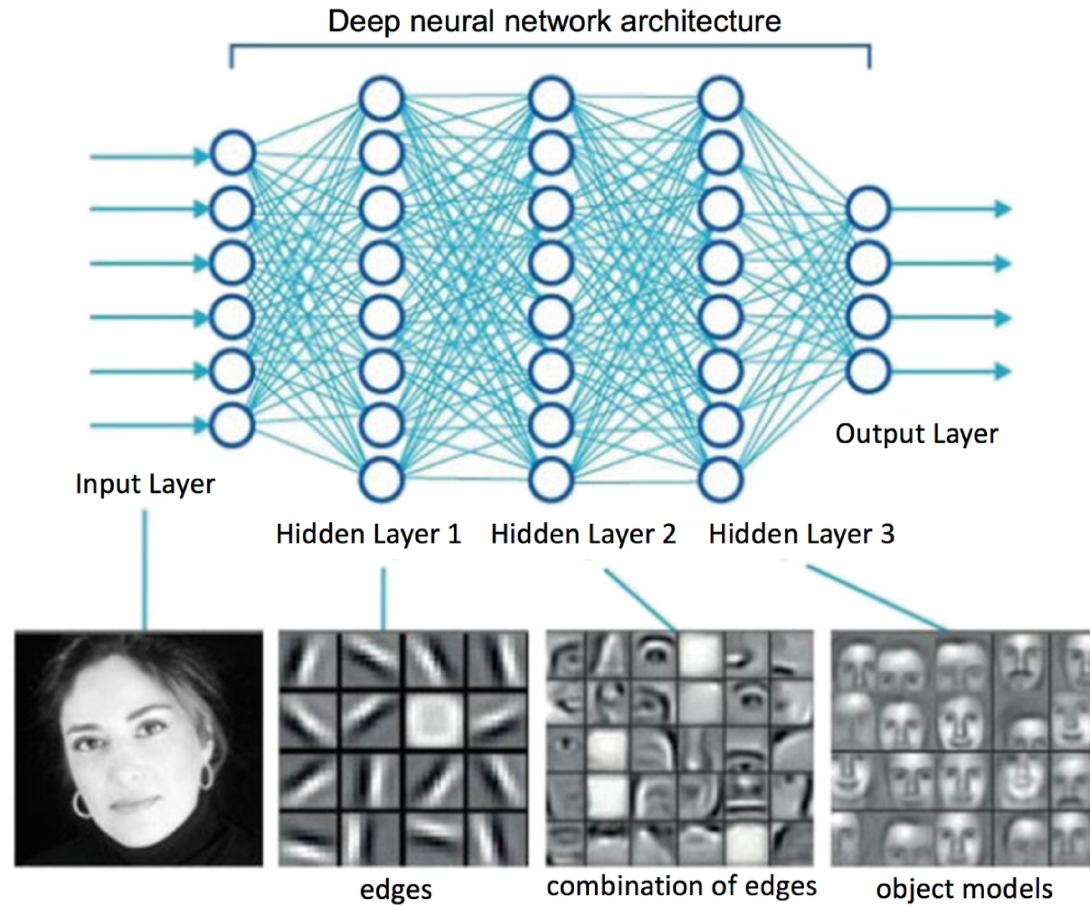 Deep neural network architecture
Output Layer
Input Layer
Hidden Layer 1 Hidden Layer 2 Hidden Layer 3
edges
combination of edges
object models